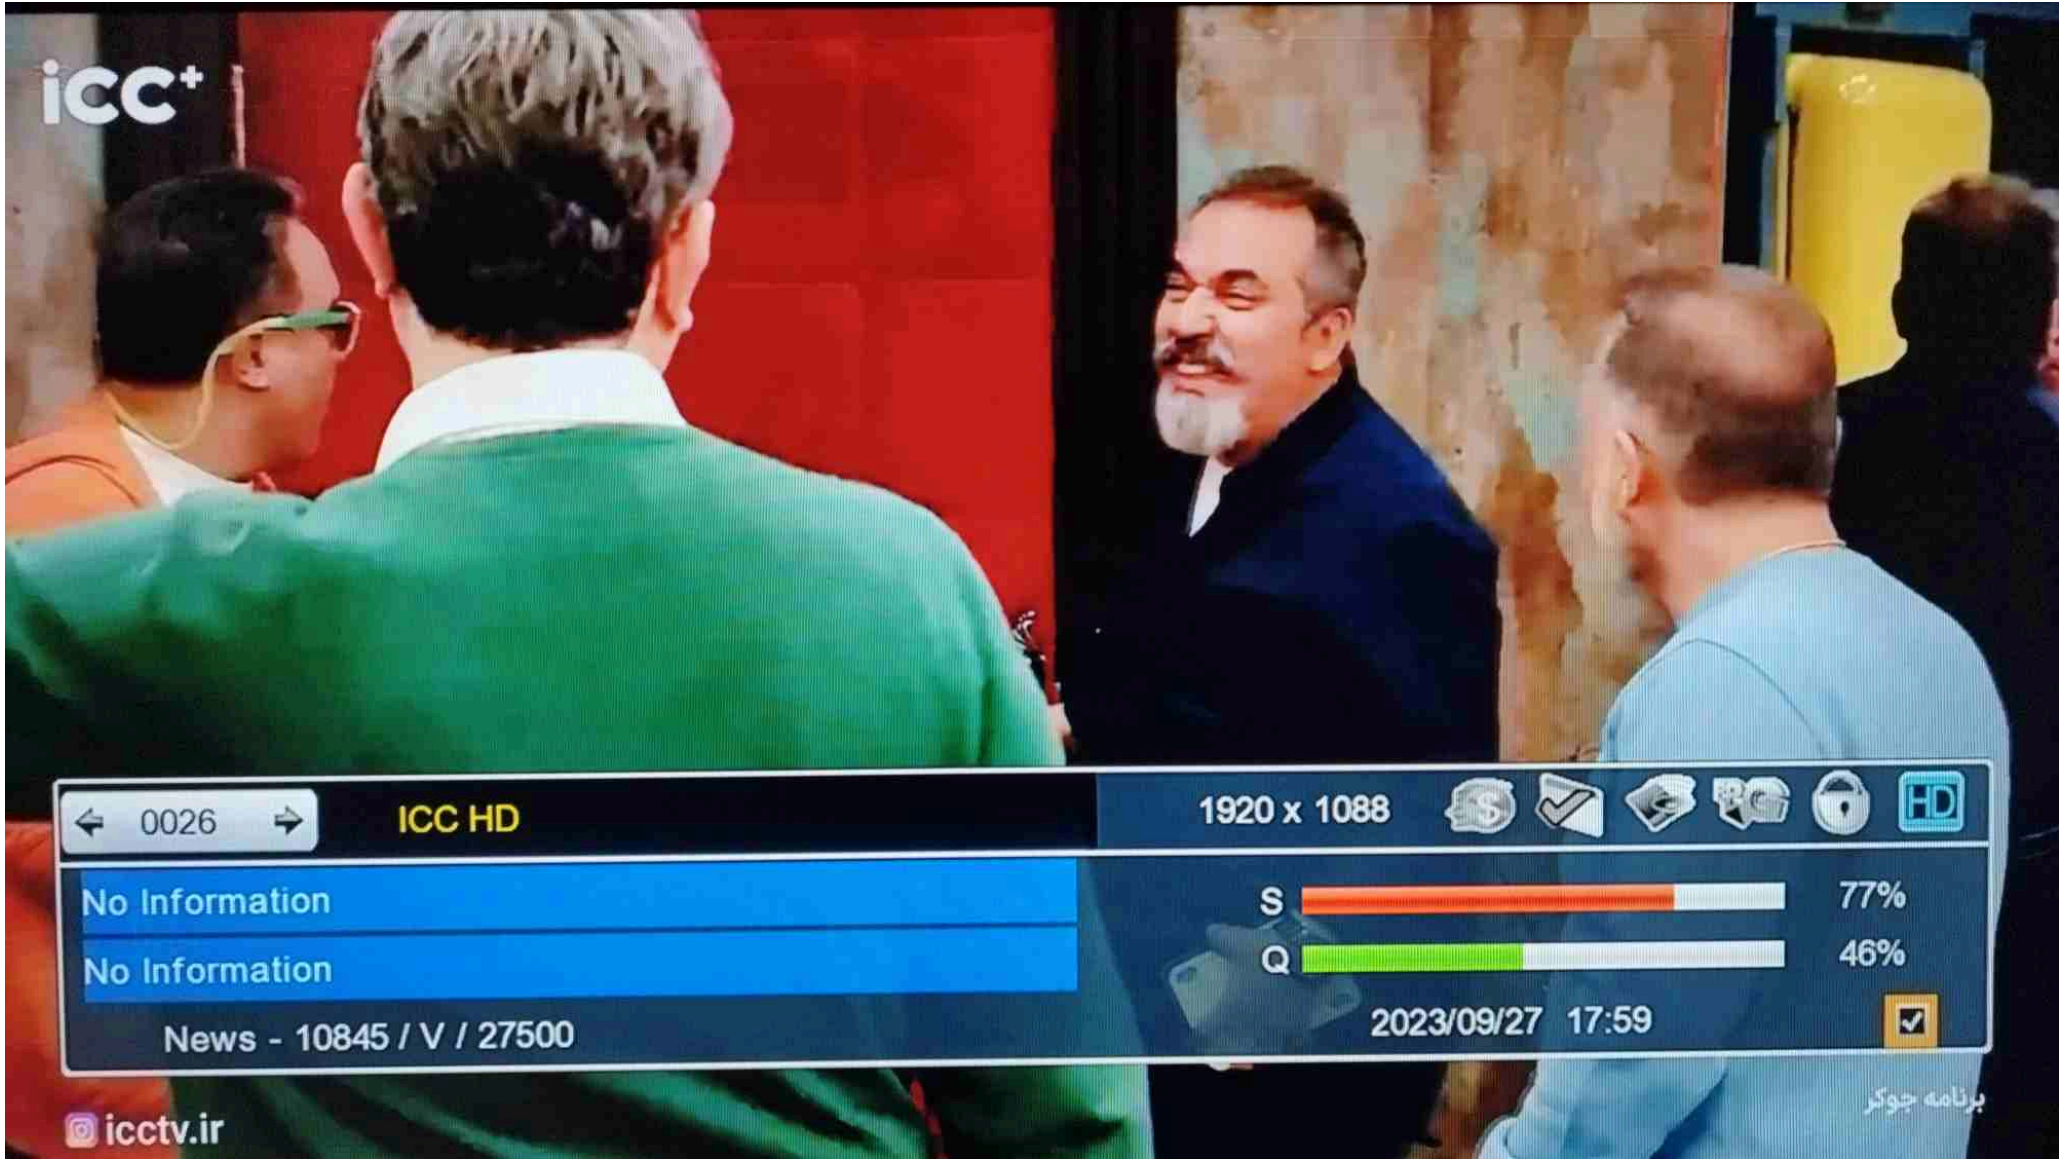 icc+
0026
ICC HD
1920 x 1088
HD
No Information
S
77%
No Information
Q
46%
News - 10845 / V / 27500
2023/09/27 17:59
برنامه جوکر
icctv.ir